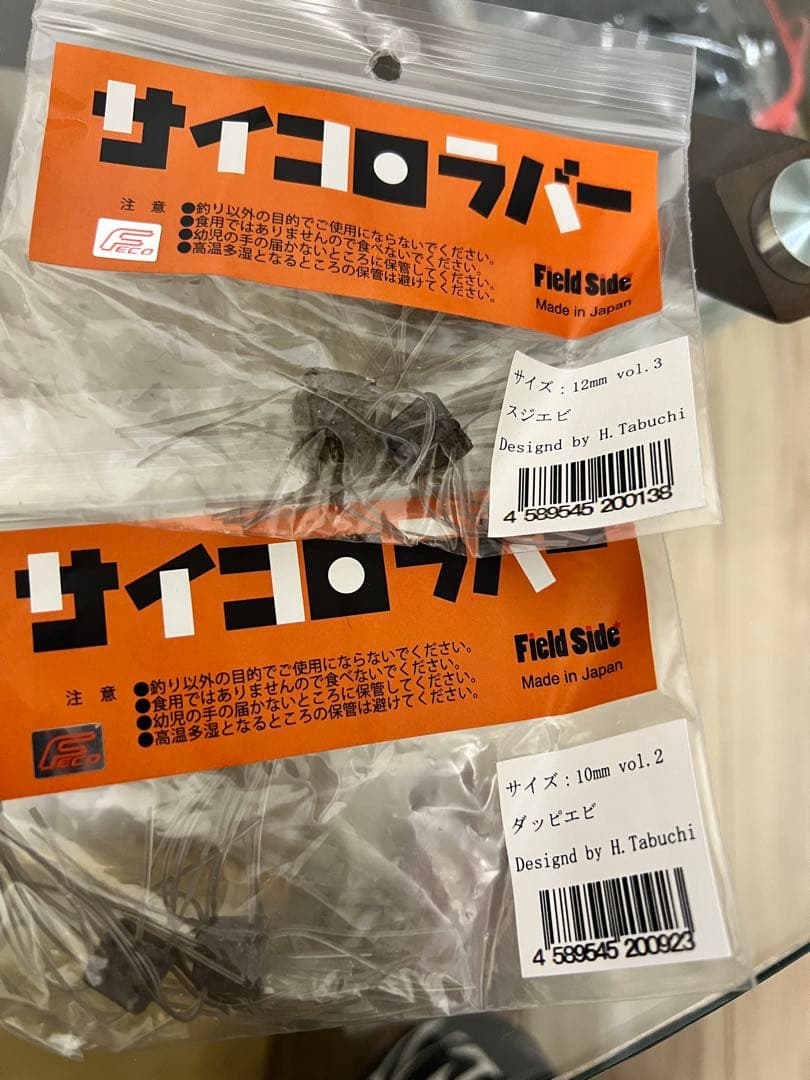 サイコロラバー
注意
●釣り以外の目的でご使用にならないでください。
●食用ではありませんので食べないでください。
●幼児の手の届かないところに保管してください。
●高温多湿となるところの保管は避けてください。
FECO
Field Side
Made in Japan
サイズ：12mm vol.3
スジエビ
Designd by H.Tabuchi
4 589545 200138
サイコロラバー
注意
●釣り以外の目的でご使用にならないでください。
●食用ではありませんので食べないでください。
●幼児の手の届かないところに保管してください。
●高温多湿となるところの保管は避けてください。
FECO
Field Side
Made in Japan
サイズ：10mm vol.2
ダッピエビ
Designd by H.Tabuchi
4 589545 200923